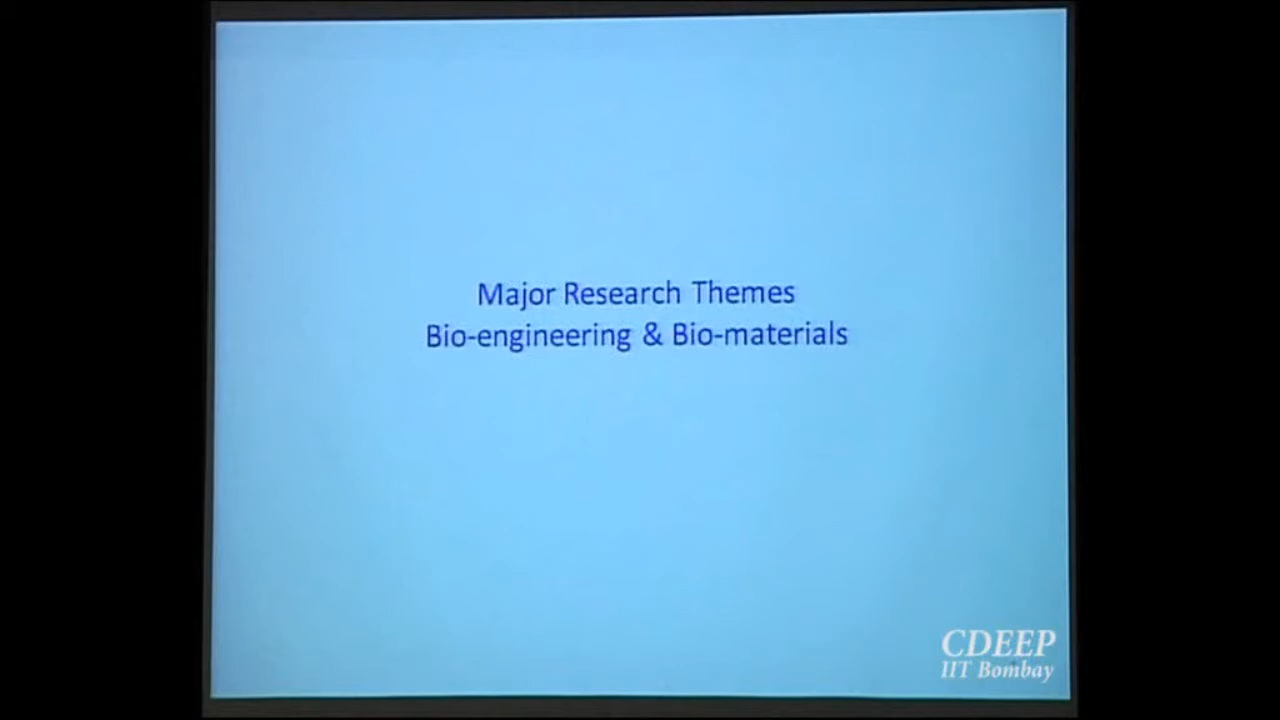 Major Research Themes
Bio-engineering & Bio-materials
CDEEP
IIT Bombay